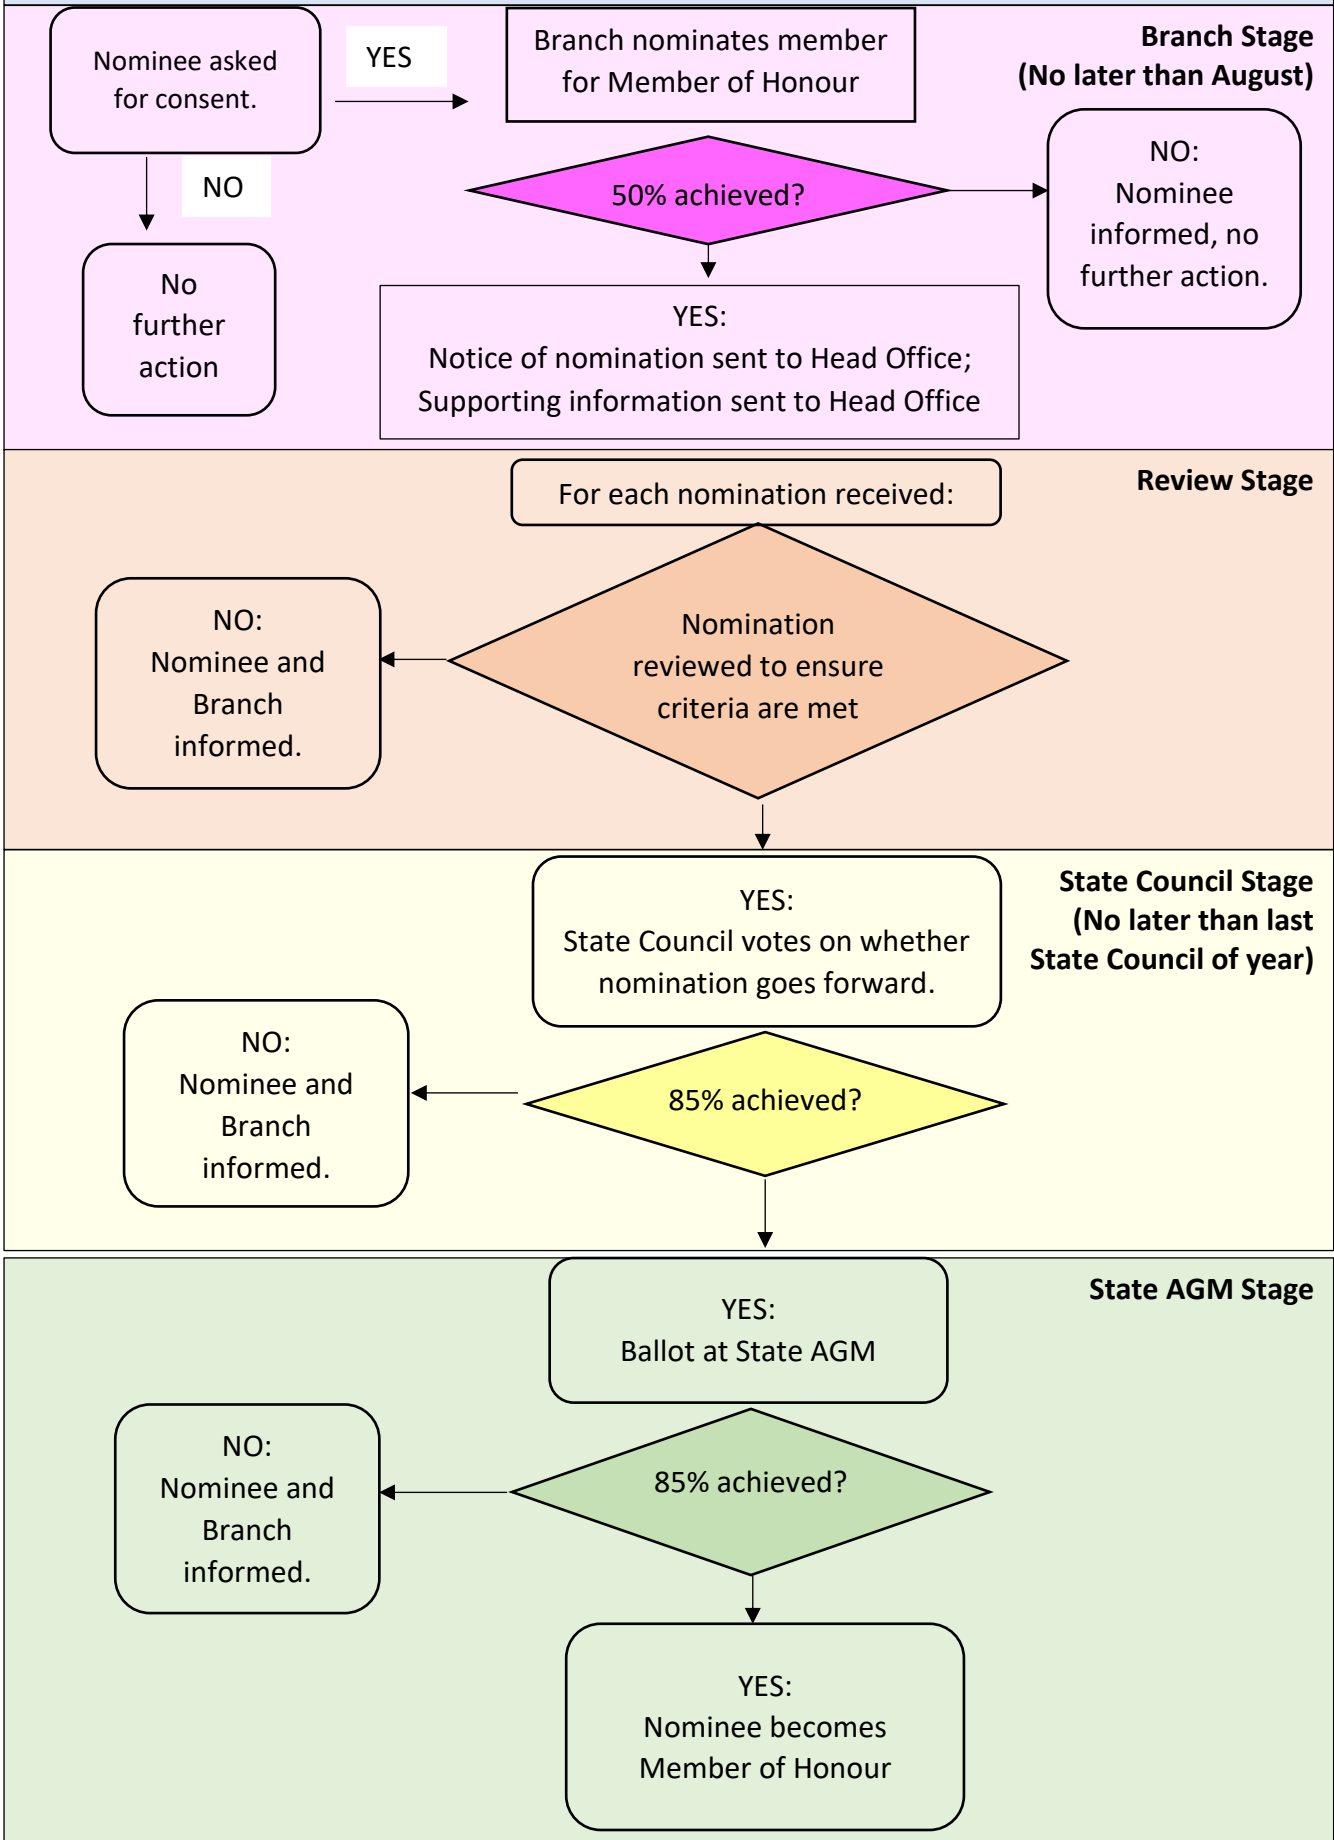 Nominee asked
for consent.
YES
Branch nominates member
for Member of Honour
Branch Stage
(No later than August)
NO
50% achieved?
NO:
Nominee
informed, no
further action.
No
further
action
YES:
Notice of nomination sent to Head Office;
Supporting information sent to Head Office
Review Stage
For each nomination received:
Nomination
reviewed to ensure
criteria are met
NO:
Nominee and
Branch
informed.
State Council Stage
(No later than last
State Council of year)
YES:
State Council votes on whether
nomination goes forward.
85% achieved?
NO:
Nominee and
Branch
informed.
State AGM Stage
YES:
Ballot at State AGM
85% achieved?
NO:
Nominee and
Branch
informed.
YES:
Nominee becomes
Member of Honour